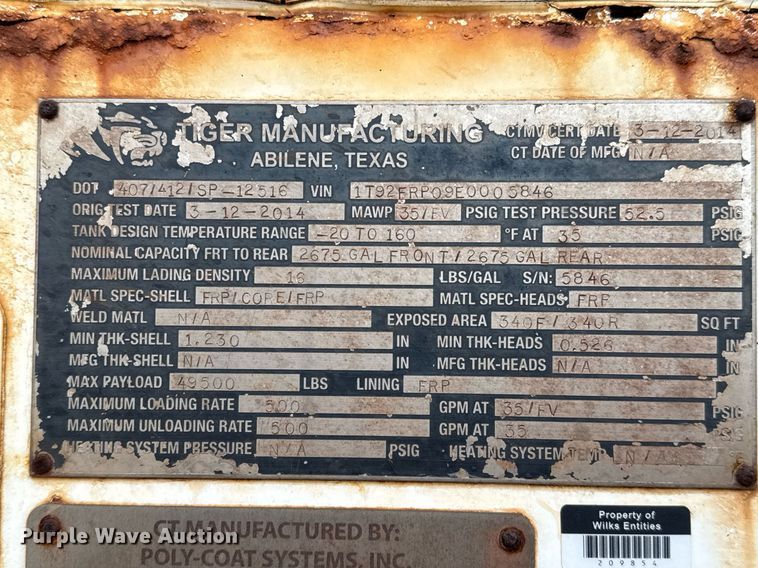 TIGER MANUFACTURING CTMV CERT DATE 3-12-2014
ABILENE, TEXAS CT DATE OF MFG N/A
DOT 407/412/SP-12516 VIN 1T92FRP09E0005846
ORIG TEST DATE 3-12-2014 MAWP 35/FV PSIG TEST PRESSURE 52.5 PSIG
TANK DESIGN TEMPERATURE RANGE -20 TO 160 °F AT 35 PSIG
NOMINAL CAPACITY FRT TO REAR 2675 GAL FRONT/2675 GAL REAR
MAXIMUM LADING DENSITY 16 LBS/GAL S/N: 5846
MATL SPEC-SHELL FRP/CORE/FRP MATL SPEC-HEADS FRP
WELD MATL N/A EXPOSED AREA 340F/340R SQ FT
MIN THK-SHELL 1.230 IN MIN THK-HEADS 0.526 IN
MFG THK-SHELL N/A IN MFG THK-HEADS N/A IN
MAX PAYLOAD 49500 LBS LINING FRP
MAXIMUM LOADING RATE 500 GPM AT 35/FV PSIG
MAXIMUM UNLOADING RATE 500 GPM AT 35 PSIG
HEATING SYSTEM PRESSURE N/A PSIG HEATING SYSTEM TEMP N/A °F
CT MANUFACTURED BY:
POLY-COAT SYSTEMS, INC.
Property of
Wilks Entities
209854
Purple Wave Auction